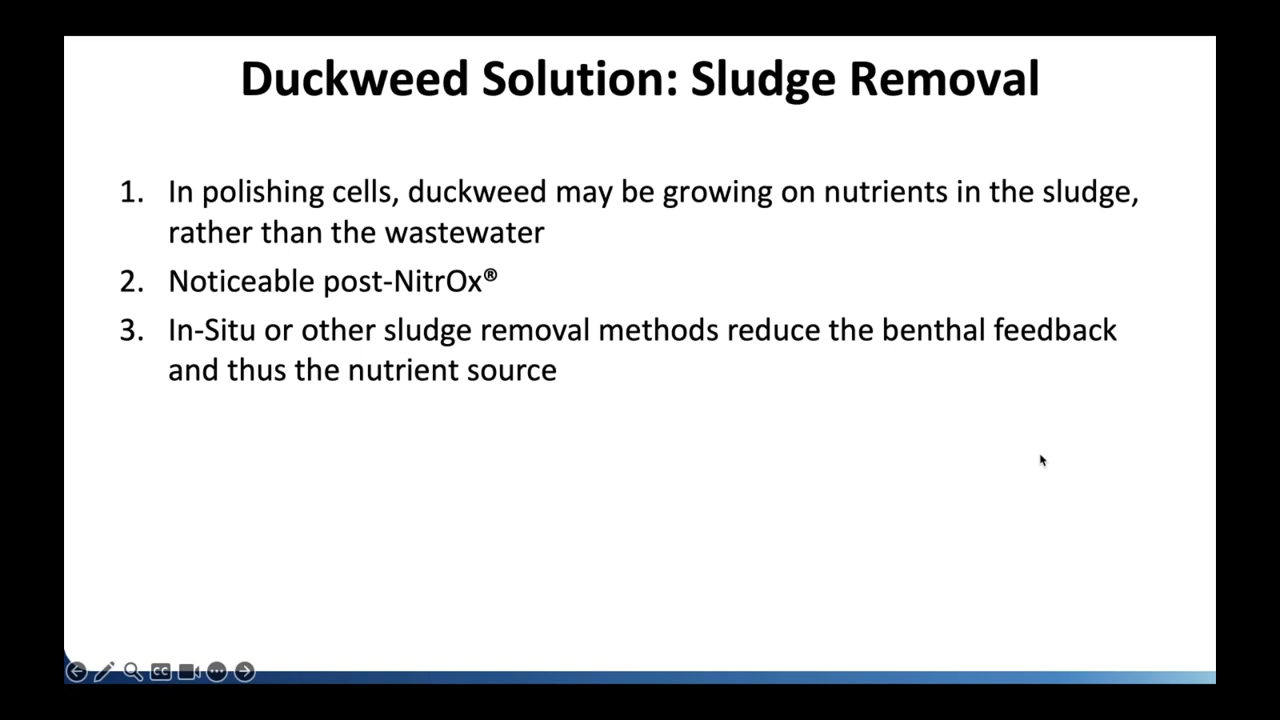 Duckweed Solution: Sludge Removal
1. In polishing cells, duckweed may be growing on nutrients in the sludge,
rather than the wastewater
2. Noticeable post-NitrOx®
3. In-Situ or other sludge removal methods reduce the benthal feedback
and thus the nutrient source
CC